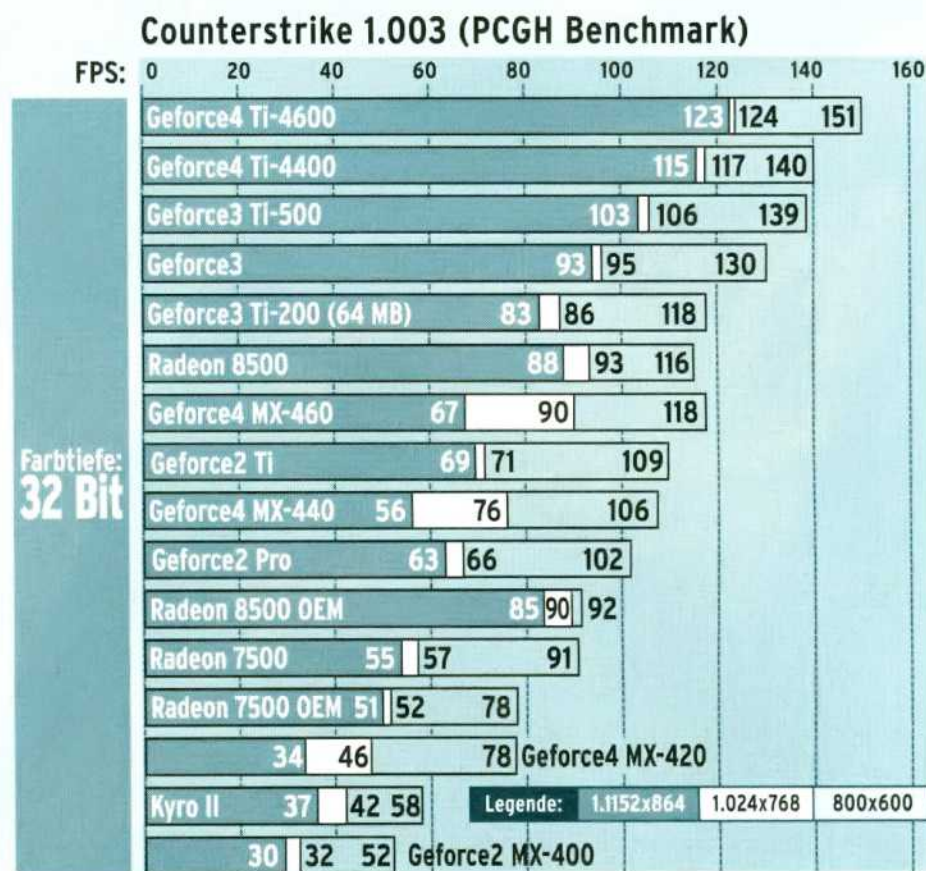 Counterstrike 1.003 (PCGH Benchmark)
FPS: 0 20 40 60 80 100 120 140 160
Geforce4 Ti-4600 123 124 151
Geforce4 Ti-4400 115 117 140
Geforce3 Ti-500 103 106 139
Geforce3 93 95 130
Geforce3 Ti-200 (64 MB) 83 86 118
Radeon 8500 88 93 116
Geforce4 MX-460 67 90 118
Farbtiefe:
32 Bit
Geforce2 Ti 69 71 109
Geforce4 MX-440 56 76 106
Geforce2 Pro 63 66 102
Radeon 8500 OEM 85 90 92
Radeon 7500 55 57 91
Radeon 7500 OEM 51 52 78
34 46 78 Geforce4 MX-420
Kyro II 37 42 58
Legende: 1.1152x864 1.024x768 800x600
30 32 52 Geforce2 MX-400